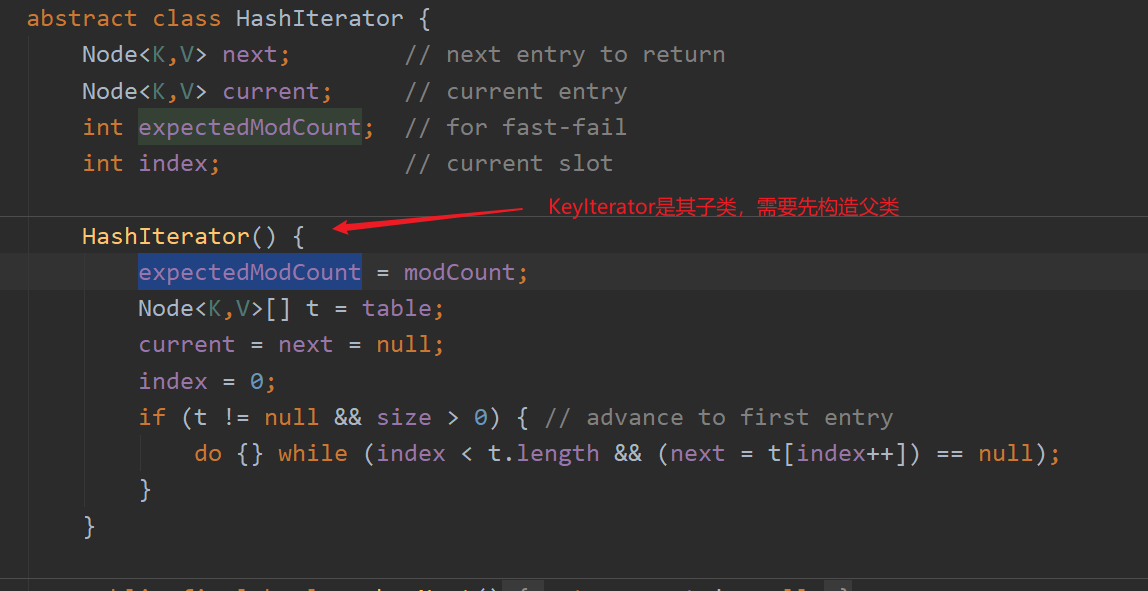 abstract class HashIterator {
Node<K,V> next;        // next entry to return
Node<K,V> current;     // current entry
int expectedModCount;  // for fast-fail
int index;             // current slot
KeyIterator是其子类，需要先构造父类
HashIterator() {
expectedModCount = modCount;
Node<K,V>[] t = table;
current = next = null;
index = 0;
if (t != null && size > 0) { // advance to first entry
do {} while (index < t.length && (next = t[index++]) == null);
}
}